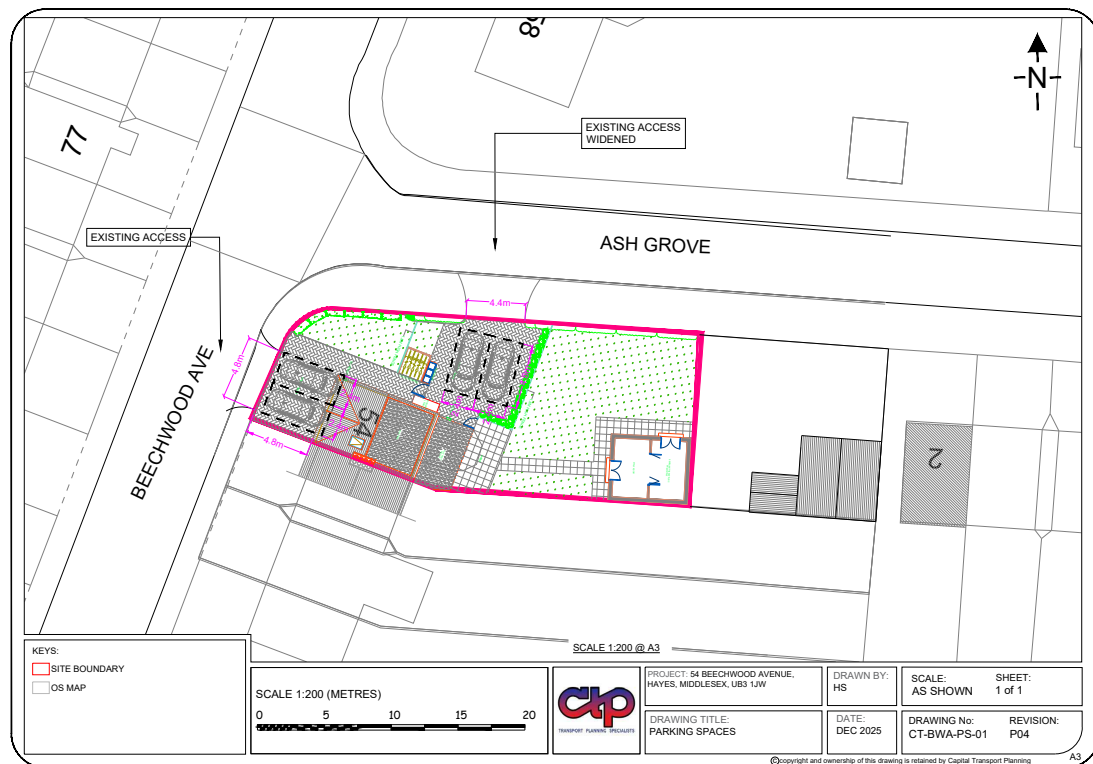 85
N
77
EXISTING ACCESS
WIDENED
EXISTING ACCESS
ASH GROVE
4.4m
4.8m
54
BEECHWOOD AVE
4.8m
2
KEYS:
SITE BOUNDARY
OS MAP
SCALE 1:200 @ A3
SCALE 1:200 (METRES)
0 5 10 15 20
ctp
TRANSPORT PLANNING SPECIALISTS
PROJECT: 54 BEECHWOOD AVENUE,
HAYES, MIDDLESEX, UB3 1JW
DRAWING TITLE:
PARKING SPACES
DRAWN BY:
HS
DATE:
DEC 2025
SCALE:
AS SHOWN
SHEET:
1 of 1
DRAWING No:
CT-BWA-PS-01
REVISION:
P04
©copyright and ownership of this drawing is retained by Capital Transport Planning
A3